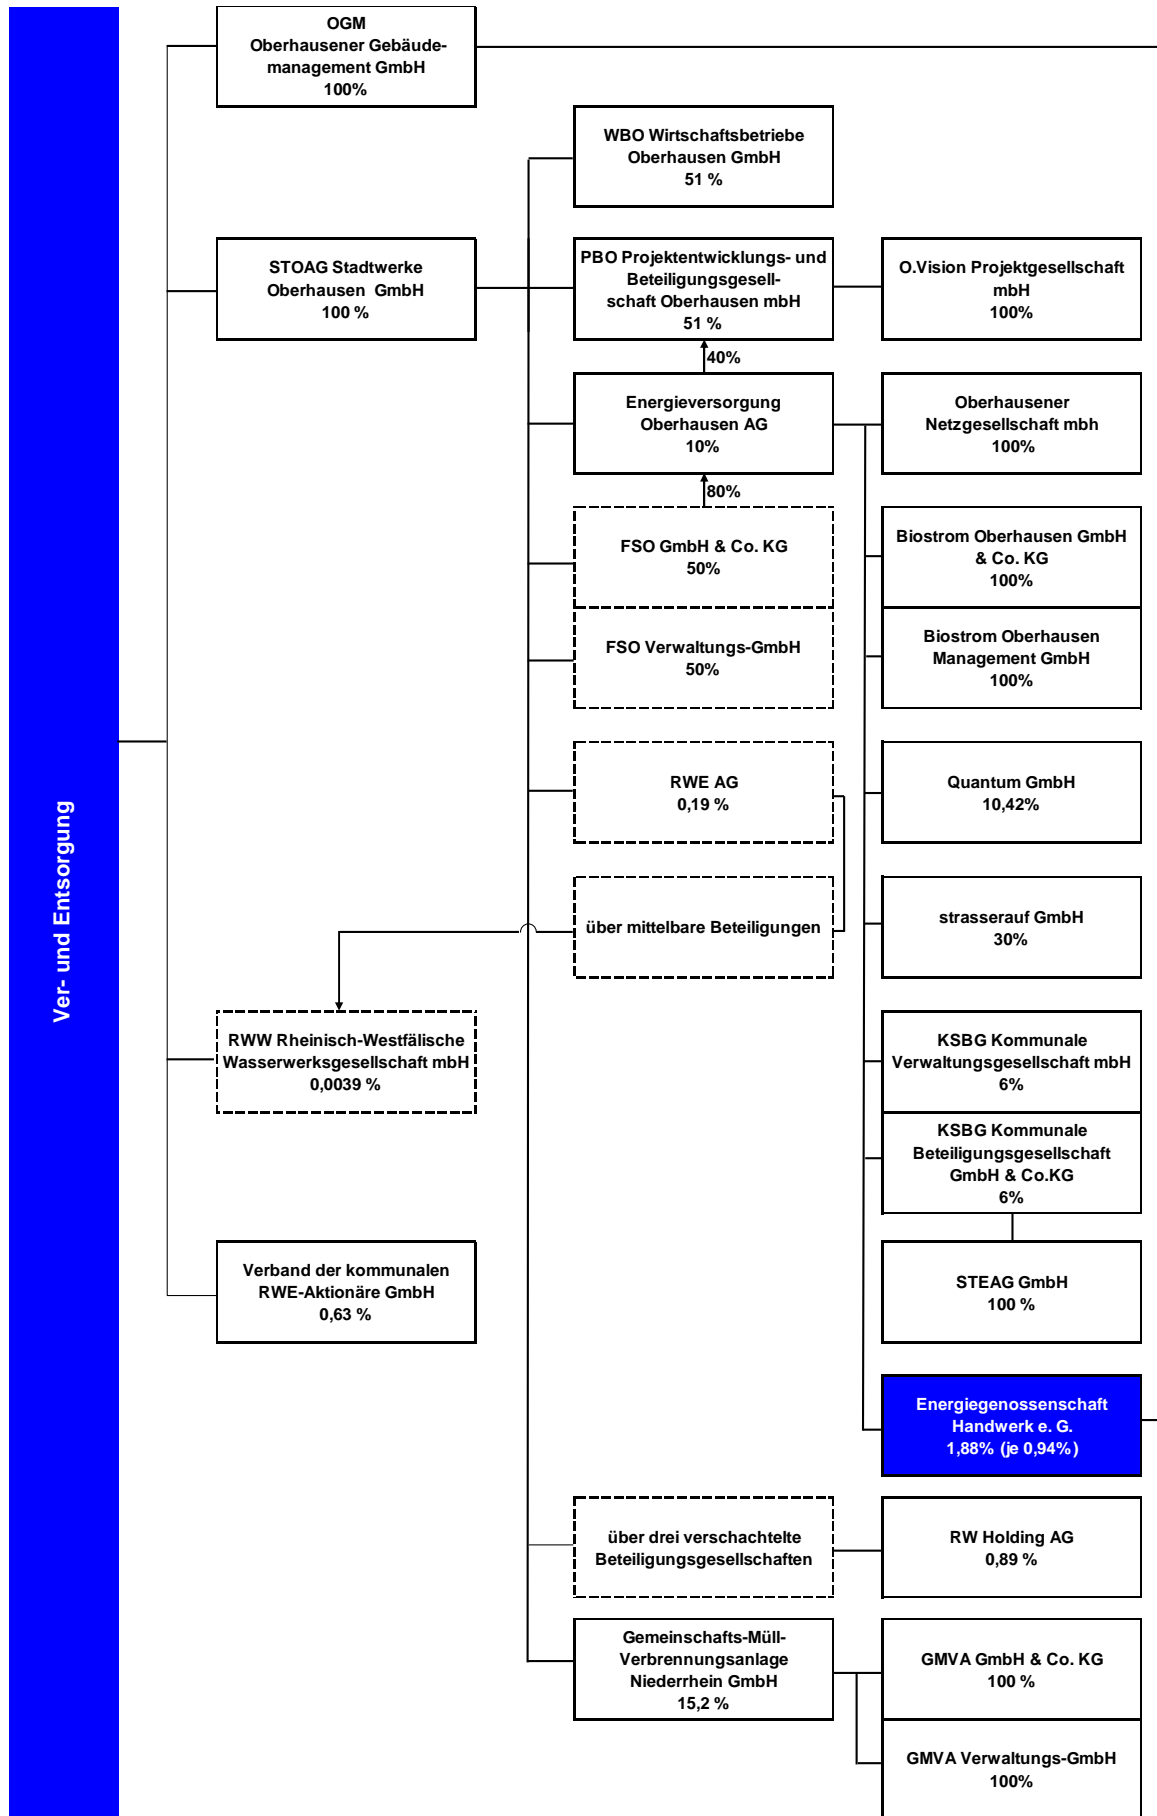 Ver- und Entsorgung
OGM
Oberhausener Gebäude-
management GmbH
100%
WBO Wirtschaftsbetriebe
Oberhausen GmbH
51 %
STOAG Stadtwerke
Oberhausen GmbH
100 %
PBO Projektentwicklungs- und
Beteiligungsgesell-
schaft Oberhausen mbH
51 %
O.Vision Projektgesellschaft
mbH
100%
40%
Energieversorgung
Oberhausen AG
10%
Oberhausener
Netzgesellschaft mbh
100%
80%
FSO GmbH & Co. KG
50%
Biostrom Oberhausen GmbH
& Co. KG
100%
FSO Verwaltungs-GmbH
50%
Biostrom Oberhausen
Management GmbH
100%
RWE AG
0,19 %
Quantum GmbH
10,42%
über mittelbare Beteiligungen
strasserauf GmbH
30%
RWW Rheinisch-Westfälische
Wasserwerksgesellschaft mbH
0,0039 %
KSBG Kommunale
Verwaltungsgesellschaft mbH
6%
KSBG Kommunale
Beteiligungsgesellschaft
GmbH & Co.KG
6%
Verband der kommunalen
RWE-Aktionäre GmbH
0,63 %
STEAG GmbH
100 %
Energiegenossenschaft
Handwerk e. G.
1,88% (je 0,94%)
über drei verschachtelte
Beteiligungsgesellschaften
RW Holding AG
0,89 %
Gemeinschafts-Müll-
Verbrennungsanlage
Niederrhein GmbH
15,2 %
GMVA GmbH & Co. KG
100 %
GMVA Verwaltungs-GmbH
100%